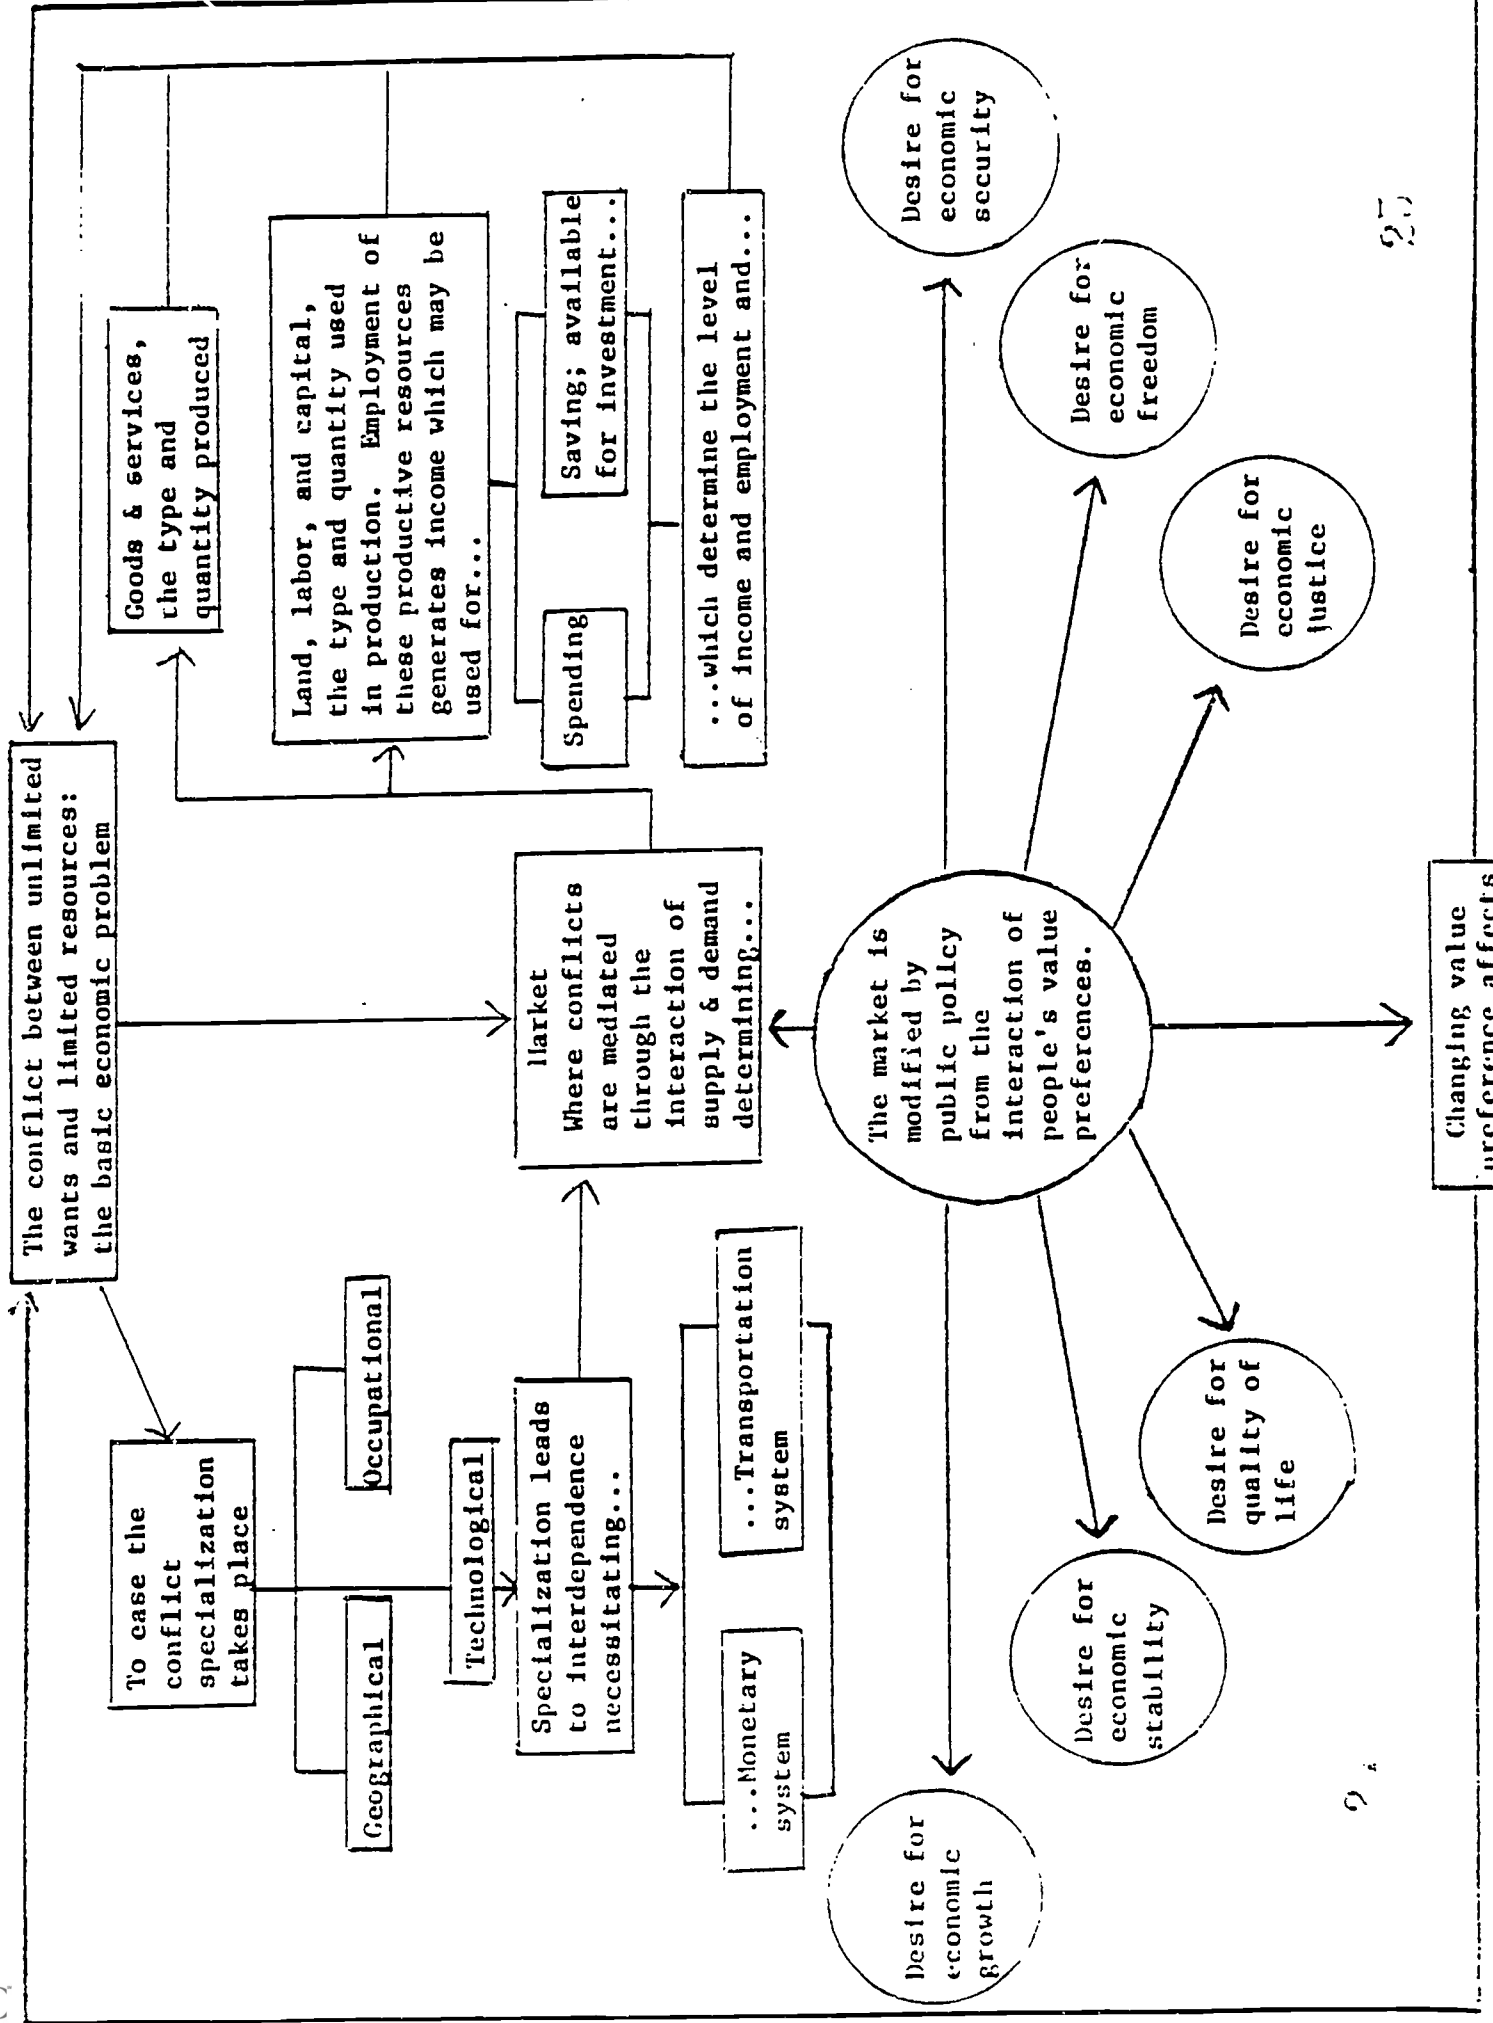 The conflict between unlimited
wants and limited resources:
the basic economic problem
To ease the
conflict
specialization
takes place
Geographical
Occupational
Technological
Specialization leads
to interdependence
necessitating...
...Monetary
system
...Transportation
system
Market
Where conflicts
are mediated
through the
interaction of
supply & demand
determining...
Goods & services,
the type and
quantity produced
Land, labor, and capital,
the type and quantity used
in production. Employment of
these productive resources
generates income which may be
used for...
Spending
Saving; available
for investment...
...which determine the level
of income and employment and...
The market is
modified by
public policy
from the
interaction of
people's value
preferences.
Desire for
economic
growth
Desire for
economic
stability
Desire for
quality of
life
Desire for
economic
justice
Desire for
economic
freedom
Desire for
economic
security
Changing value
preference affects
25